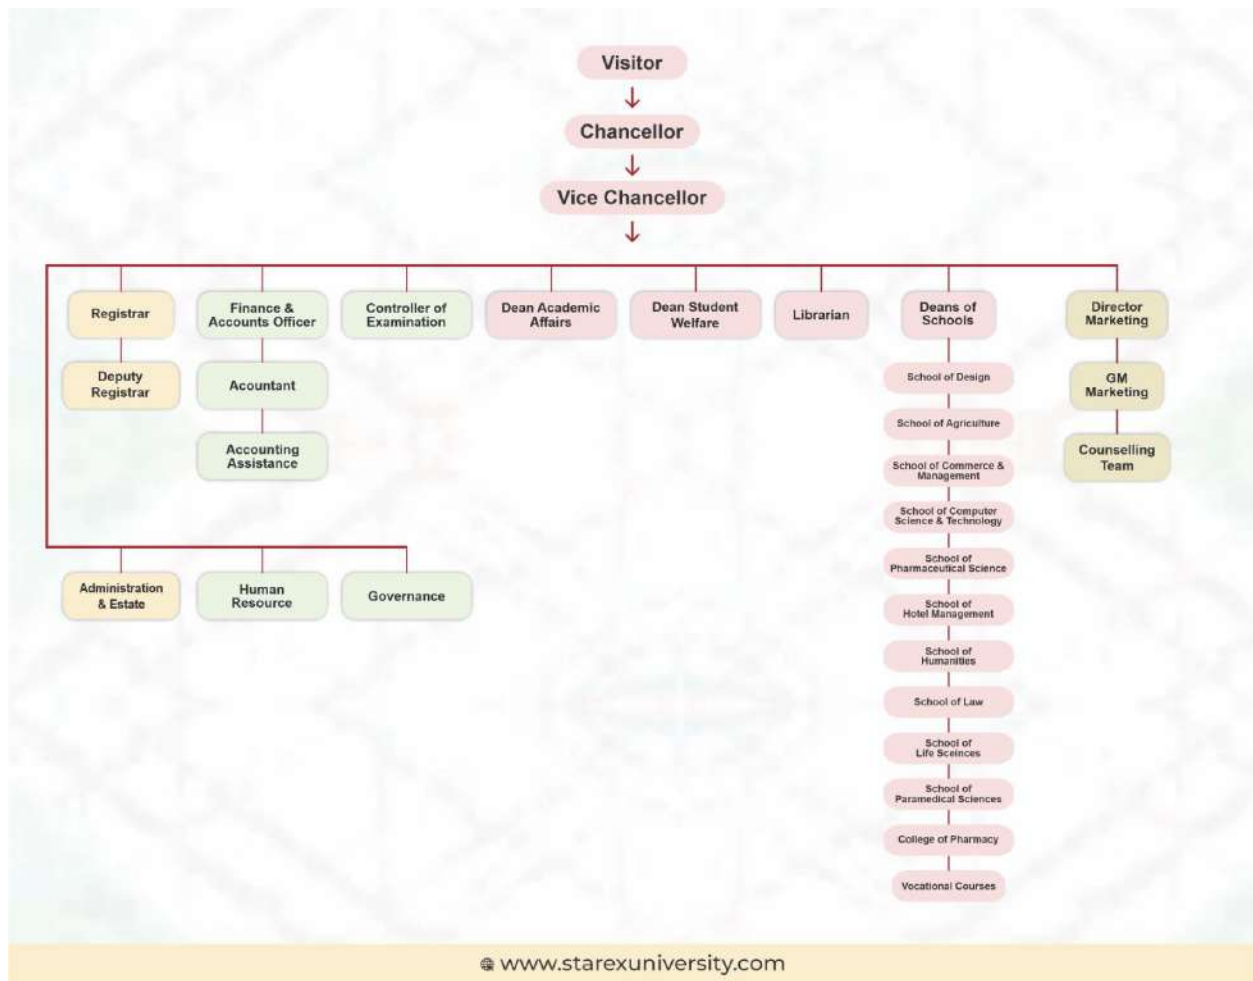 Visitor
Chancellor
Vice Chancellor
Registrar
Finance &
Accounts Officer
Controller of
Examination
Dean Academic
Affairs
Dean Student
Welfare
Librarian
Deans of
Schools
Director
Marketing
Deputy
Registrar
Acountant
Accounting
Assistance
School of Design
School of Agriculture
School of Commerce &
Management
School of Computer
Science & Technology
School of
Pharmaceutical Science
School of
Hotel Management
School of
Humanities
School of Law
School of
Life Sceinces
School of
Paramedical Sciences
College of Pharmacy
Vocational Courses
GM
Marketing
Counselling
Team
Administration
& Estate
Human
Resource
Governance
www.starexuniversity.com